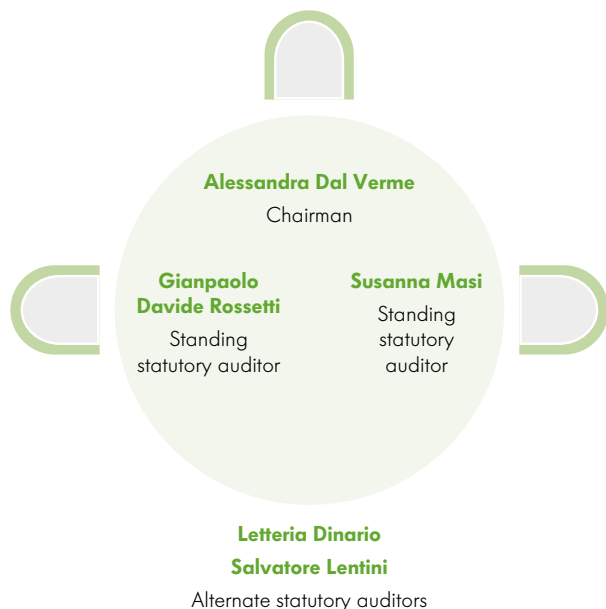 Alessandra Dal Verme
Chairman
Gianpaolo
Davide Rossetti
Standing
statutory auditor
Susanna Masi
Standing
statutory
auditor
Letteria Dinario
Salvatore Lentini
Alternate statutory auditors